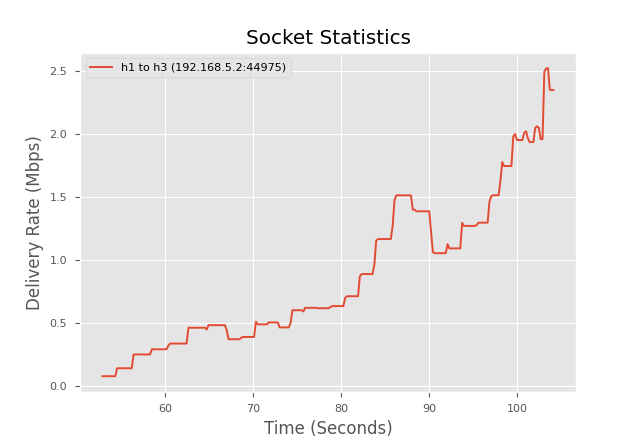 Socket Statistics
h1 to h3 (192.168.5.2:44975)
Delivery Rate (Mbps)
2.5
2.0
1.5
1.0
0.5
0.0
60 70 80 90 100
Time (Seconds)